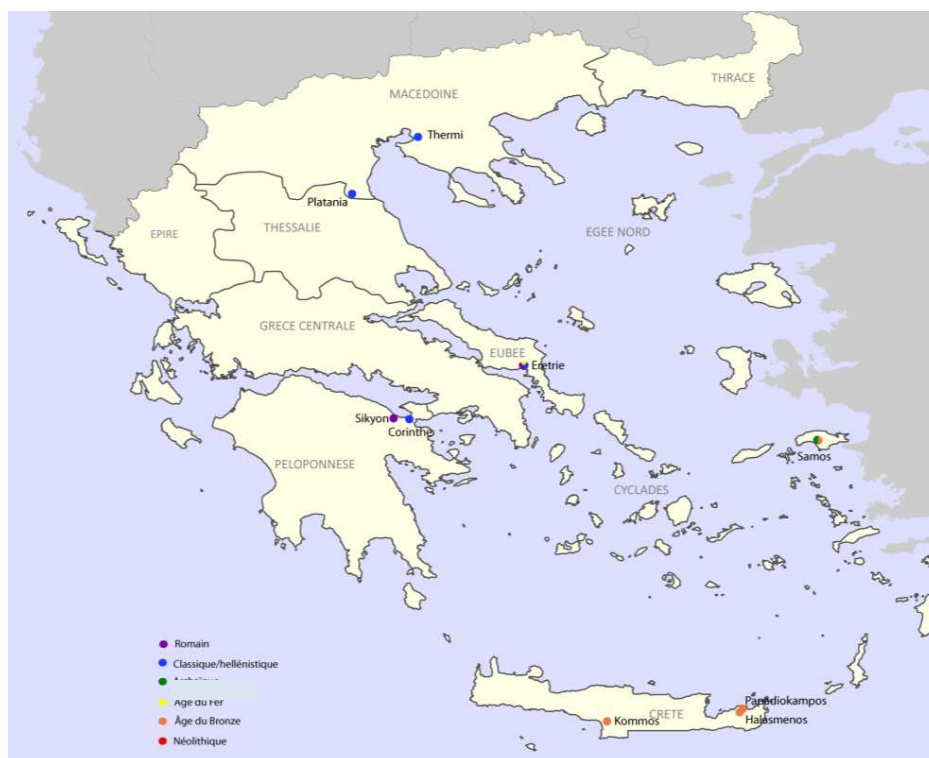 THRACE
MACEDOINE
Thermi
Platania
THESSALIE
EPIRE
EGEE NORD
GRECE CENTRALE
EUBEE
Eretrie
Sikyon
Corinthe
Samos
PELOPONNESE
CYCLADES
Romain
Classique/hellénistique
Âge du Fer
Âge du Bronze
Néolithique
Papadiokampos
CRETE
Halasmenos
Kommos